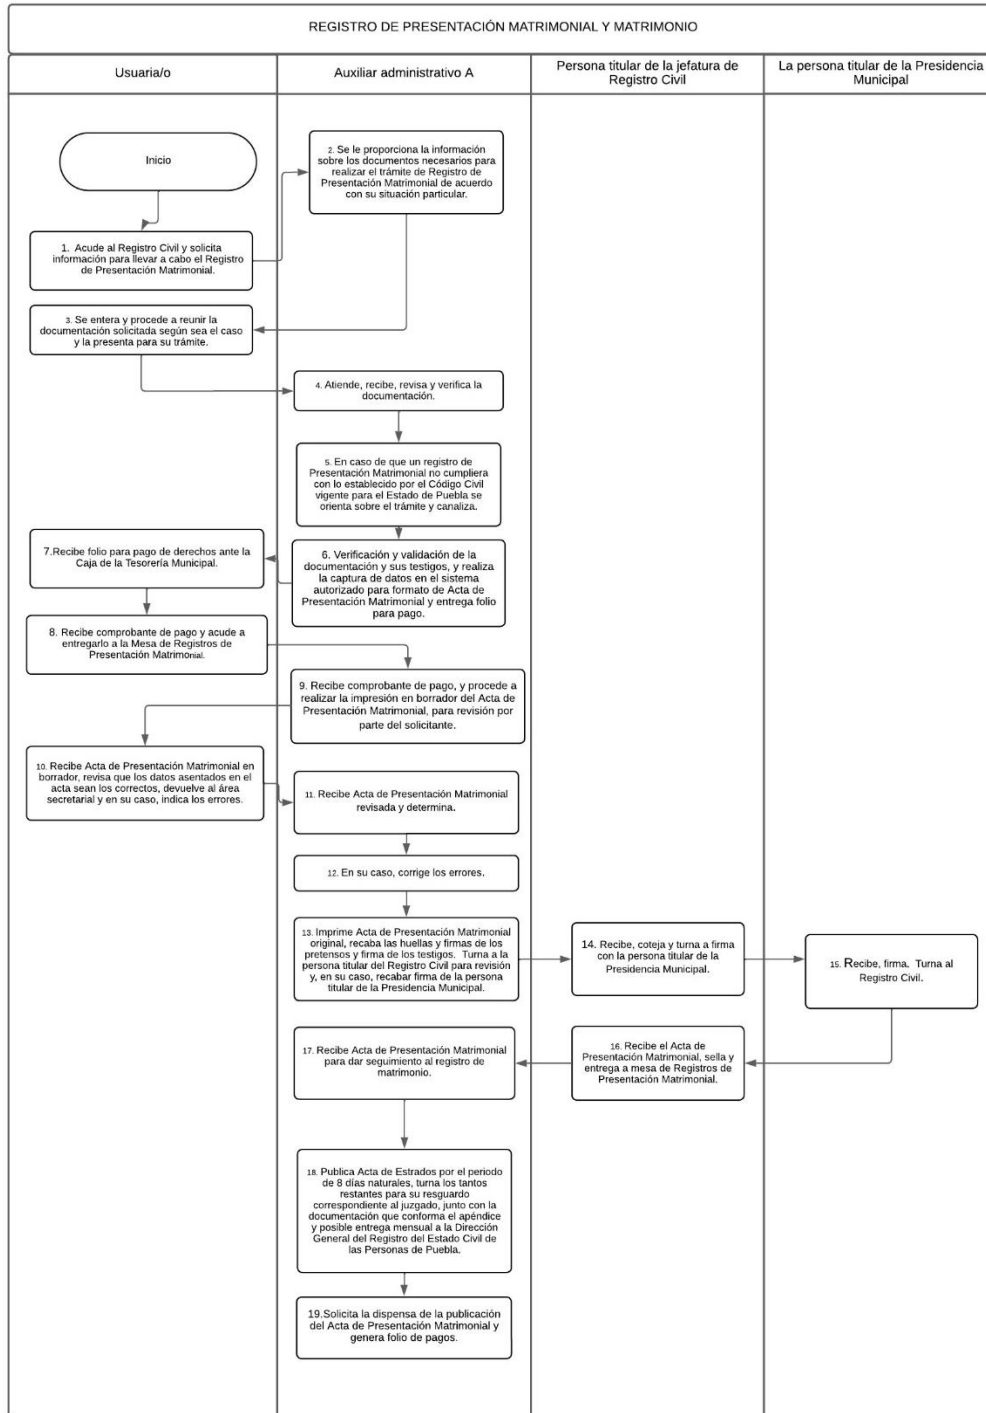 REGISTRO DE PRESENTACIÓN MATRIMONIAL Y MATRIMONIO
Usuaria/o
Auxiliar administrativo A
Persona titular de la jefatura de
Registro Civil
La persona titular de la Presidencia
Municipal
Inicio
2. Se le proporciona la información
sobre los documentos necesarios para
realizar el trámite de Registro de
Presentación Matrimonial de acuerdo
con su situación particular.
1. Acude al Registro Civil y solicita
información para llevar a cabo el Registro
de Presentación Matrimonial.
3. Se entera y procede a reunir la
documentación solicitada según sea el caso
y la presenta para su trámite.
4. Atiende, recibe, revisa y verifica la
documentación.
5. En caso de que un registro de
Presentación Matrimonial no cumpliera
con lo establecido por el Código Civil
vigente para el Estado de Puebla se
orienta sobre el trámite y canaliza.
6. Verificación y validación de la
documentación y sus testigos, y realiza
la captura de datos en el sistema
autorizado para formato de Acta de
Presentación Matrimonial y entrega folio
para pago.
7.Recibe folio para pago de derechos ante la
Caja de la Tesorería Municipal.
8. Recibe comprobante de pago y acude a
entregarlo a la Mesa de Registros de
Presentación Matrimonial.
9. Recibe comprobante de pago, y procede a
realizar la impresión en borrador del Acta de
Presentación Matrimonial, para revisión por
parte del solicitante.
10. Recibe Acta de Presentación Matrimonial en
borrador, revisa que los datos asentados en el
acta sean los correctos, devuelve al área
secretarial y en su caso, indica los errores.
11. Recibe Acta de Presentación Matrimonial
revisada y determina.
12. En su caso, corrige los errores.
13. Imprime Acta de Presentación Matrimonial
original, recaba las huellas y firmas de los
pretensos y firma de los testigos. Turna a la
persona titular del Registro Civil para revisión
y, en su caso, recabar firma de la persona
titular de la Presidencia Municipal.
14. Recibe, coteja y turna a firma
con la persona titular de la
Presidencia Municipal.
15. Recibe, firma. Turna al
Registro Civil.
16. Recibe el Acta de
Presentación Matrimonial, sella y
entrega a mesa de Registros de
Presentación Matrimonial.
17. Recibe Acta de Presentación Matrimonial
para dar seguimiento al registro de
matrimonio.
18. Publica Acta de Estrados por el periodo
de 8 días naturales, turna los tantos
restantes para su resguardo
correspondiente al juzgado, junto con la
documentación que conforma el apéndice
y posible entrega mensual a la Dirección
General del Registro del Estado Civil de
las Personas de Puebla.
19.Solicita la dispensa de la publicación
del Acta de Presentación Matrimonial y
genera folio de pagos.